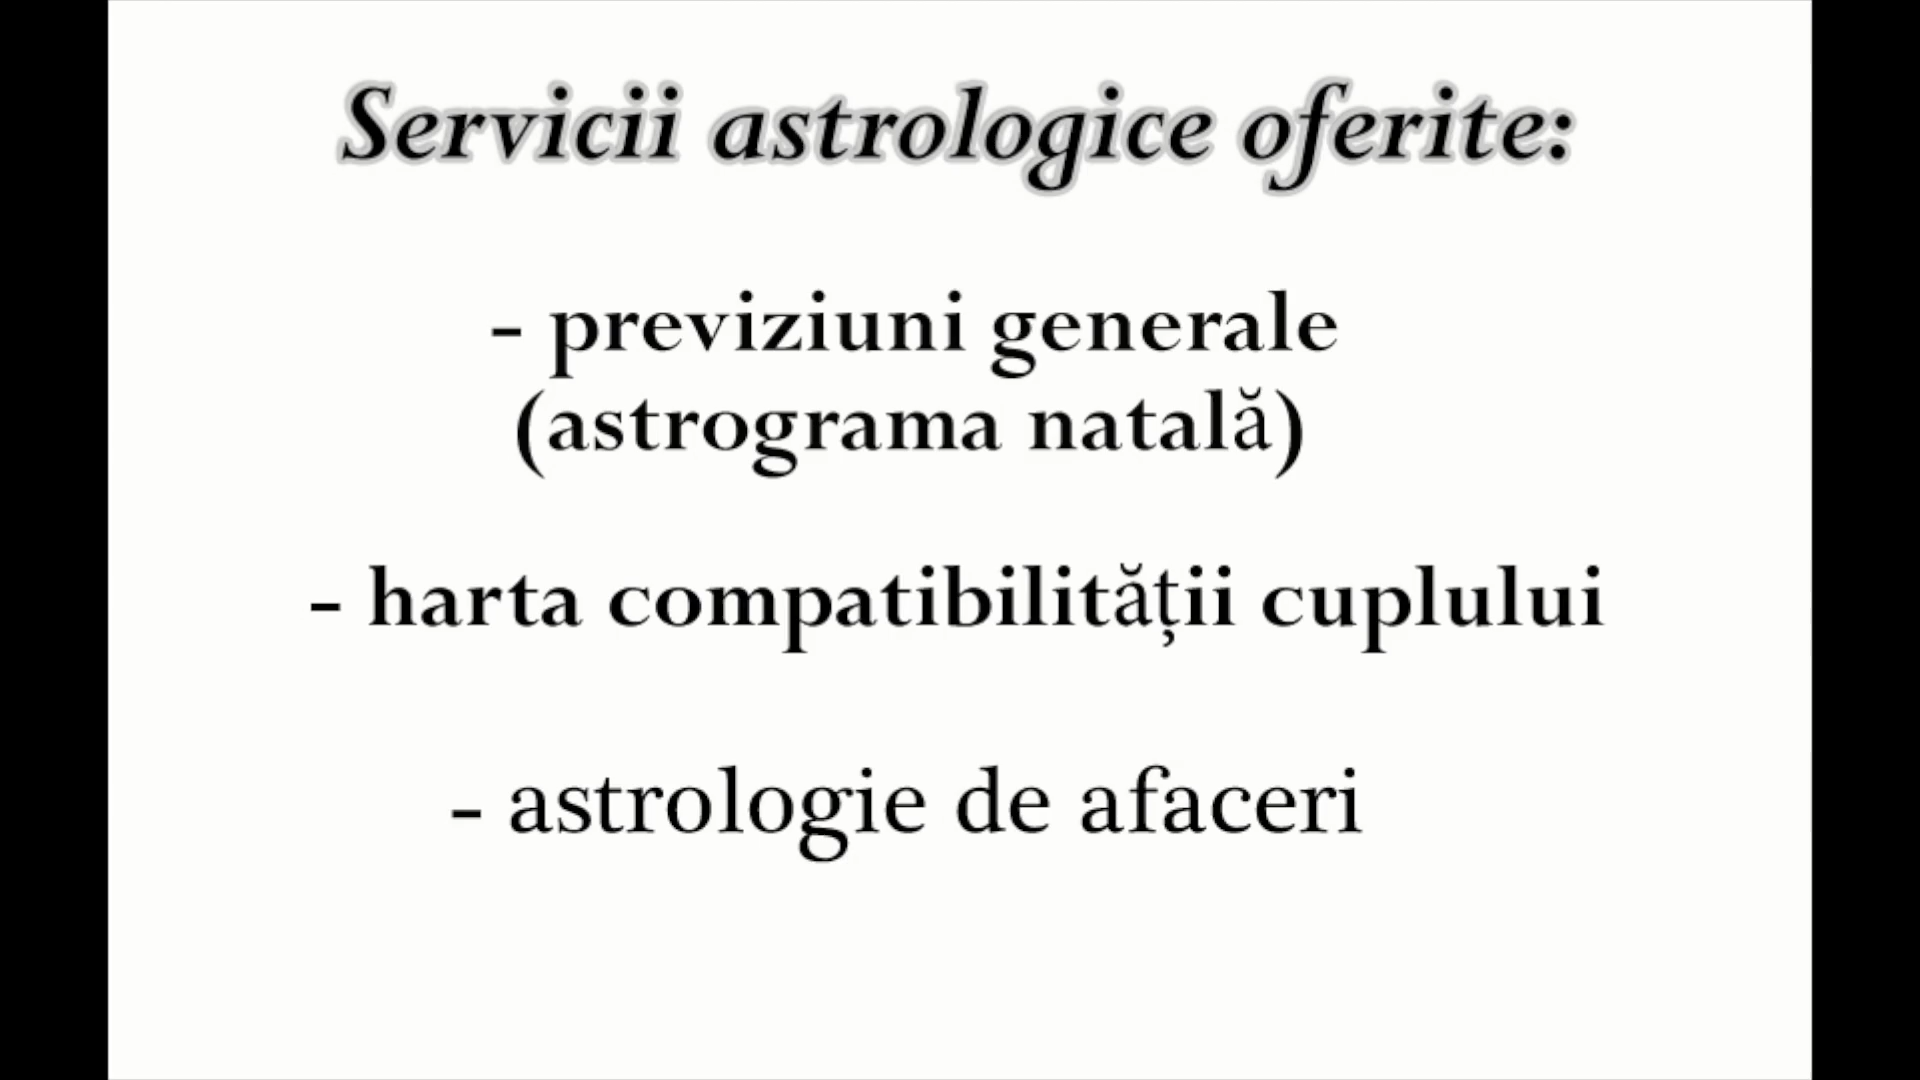 Servicii astrologice oferite:
- previziuni generale
(astrograma natală)
- harta compatibilității cuplului
- astrologie de afaceri